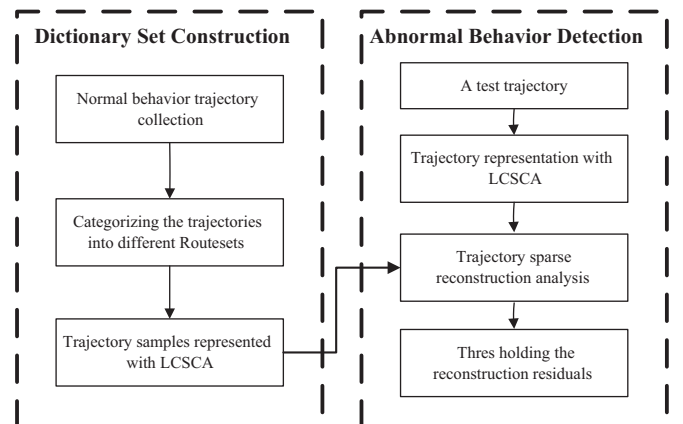 Dictionary Set Construction
Normal behavior trajectory
collection
Categorizing the trajectories
into different Routesets
Trajectory samples represented
with LCSCA
Abnormal Behavior Detection
A test trajectory
Trajectory representation with
LCSCA
Trajectory sparse
reconstruction analysis
Thres holding the
reconstruction residuals